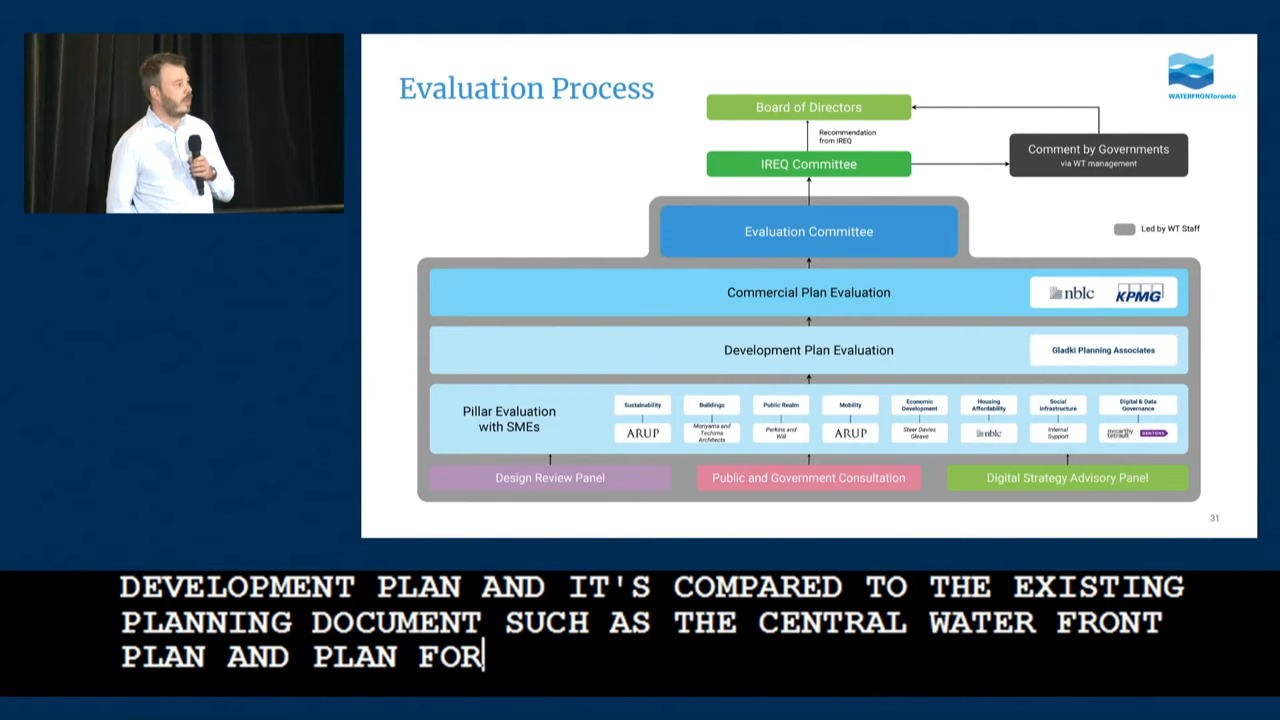 Evaluation Process
WATERFRONToronto
Board of Directors
Recommendation
from IREQ
IREQ Committee
Comment by Governments
via WT management
Evaluation Committee
Led by WT Staff
Commercial Plan Evaluation
nblc
KPMG
Development Plan Evaluation
Gladki Planning Associates
Pillar Evaluation
with SMEs
Sustainability
Buildings
Public Realm
Mobility
Economic
Development
Housing
Affordability
Social
Infrastructure
Digital & Data
Governance
ARUP
Moriyama and
Teshima
Architects
Perkins and
Will
ARUP
Steer Davies
Gleave
nblc
Internal
Support
mccarthy
tetrault
DENTONS
Design Review Panel
Public and Government Consultation
Digital Strategy Advisory Panel
31
DEVELOPMENT PLAN AND IT'S COMPARED TO THE EXISTING
PLANNING DOCUMENT SUCH AS THE CENTRAL WATER FRONT
PLAN AND PLAN FOR